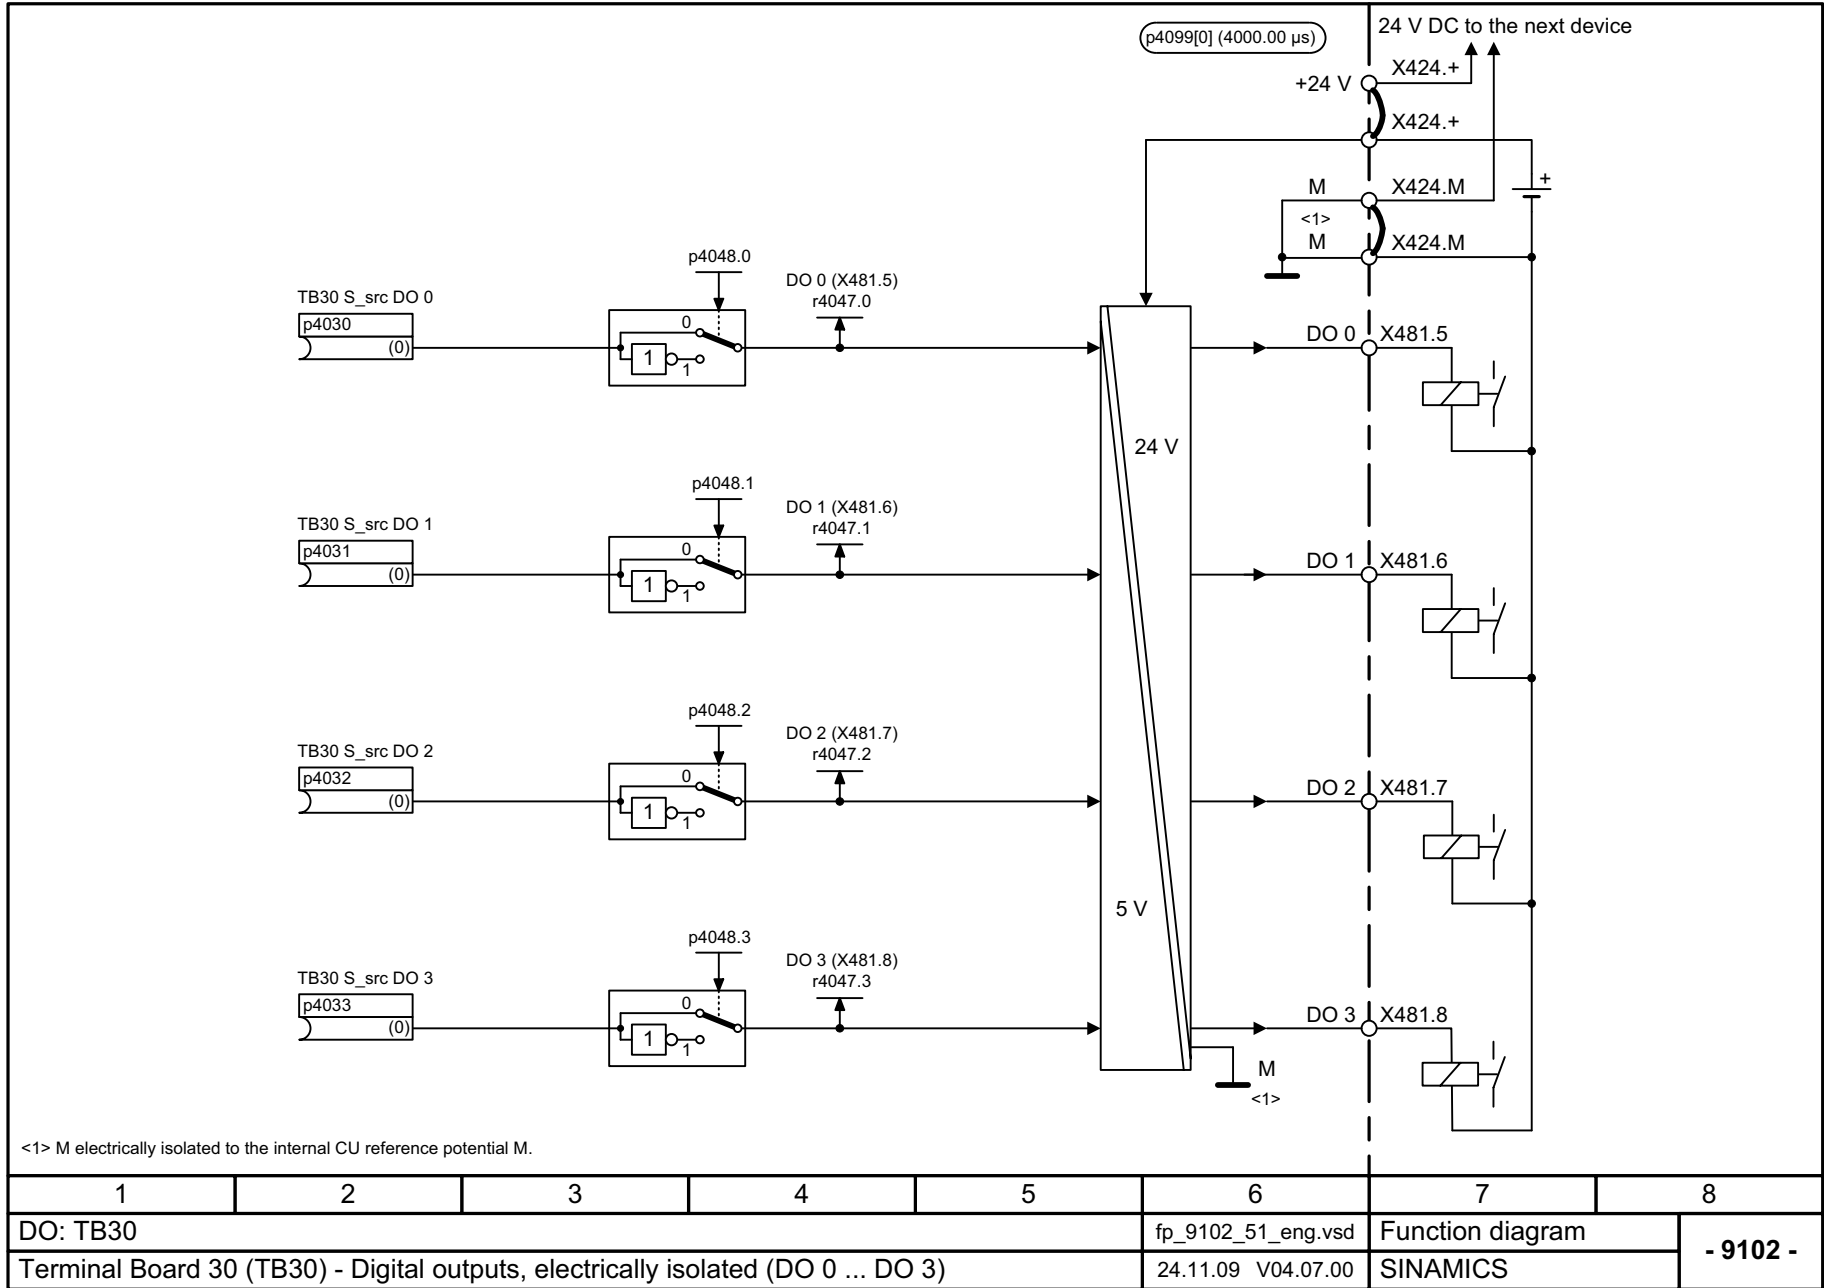 p4099[0] (4000.00 µs)
24 V DC to the next device
+24 V
X424.+
X424.+
M
X424.M
<1>
M
X424.M
+
p4048.0
TB30 S_src DO 0
p4030
(0)
0
1
1
DO 0 (X481.5)
r4047.0
DO 0
X481.5
24 V
p4048.1
TB30 S_src DO 1
p4031
(0)
0
1
1
DO 1 (X481.6)
r4047.1
DO 1
X481.6
p4048.2
TB30 S_src DO 2
p4032
(0)
0
1
1
DO 2 (X481.7)
r4047.2
DO 2
X481.7
5 V
p4048.3
TB30 S_src DO 3
p4033
(0)
0
1
1
DO 3 (X481.8)
r4047.3
DO 3
X481.8
M
<1>
<1> M electrically isolated to the internal CU reference potential M.
1 2 3 4 5 6 7 8
DO: TB30
fp_9102_51_eng.vsd
Function diagram
- 9102 -
Terminal Board 30 (TB30) - Digital outputs, electrically isolated (DO 0 ... DO 3)
24.11.09 V04.07.00
SINAMICS